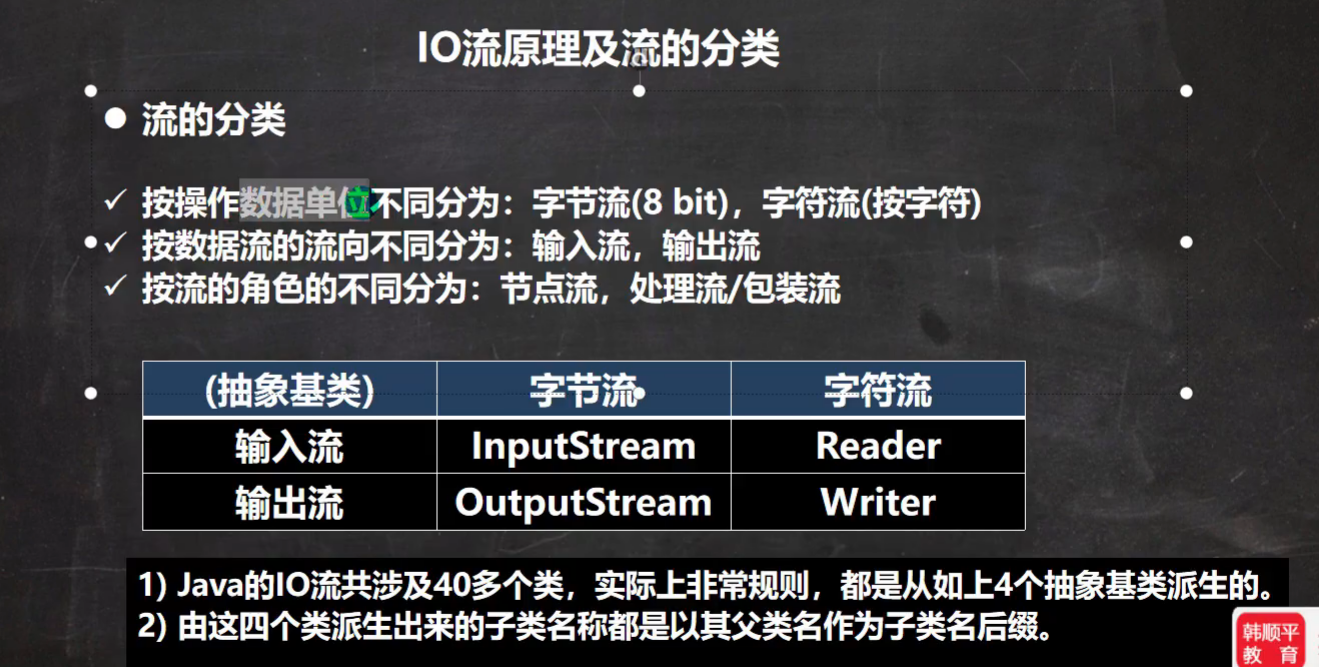 IO流原理及流的分类
● 流的分类
✓ 按操作数据单位不同分为：字节流(8 bit)，字符流(按字符)
✓ 按数据流的流向不同分为：输入流，输出流
✓ 按流的角色的不同分为：节点流，处理流/包装流
(抽象基类) 字节流 字符流
输入流 InputStream Reader
输出流 OutputStream Writer
1) Java的IO流共涉及40多个类，实际上非常规则，都是从如上4个抽象基类派生的。
2) 由这四个类派生出来的子类名称都是以其父类名作为子类名后缀。
韩顺平
教育